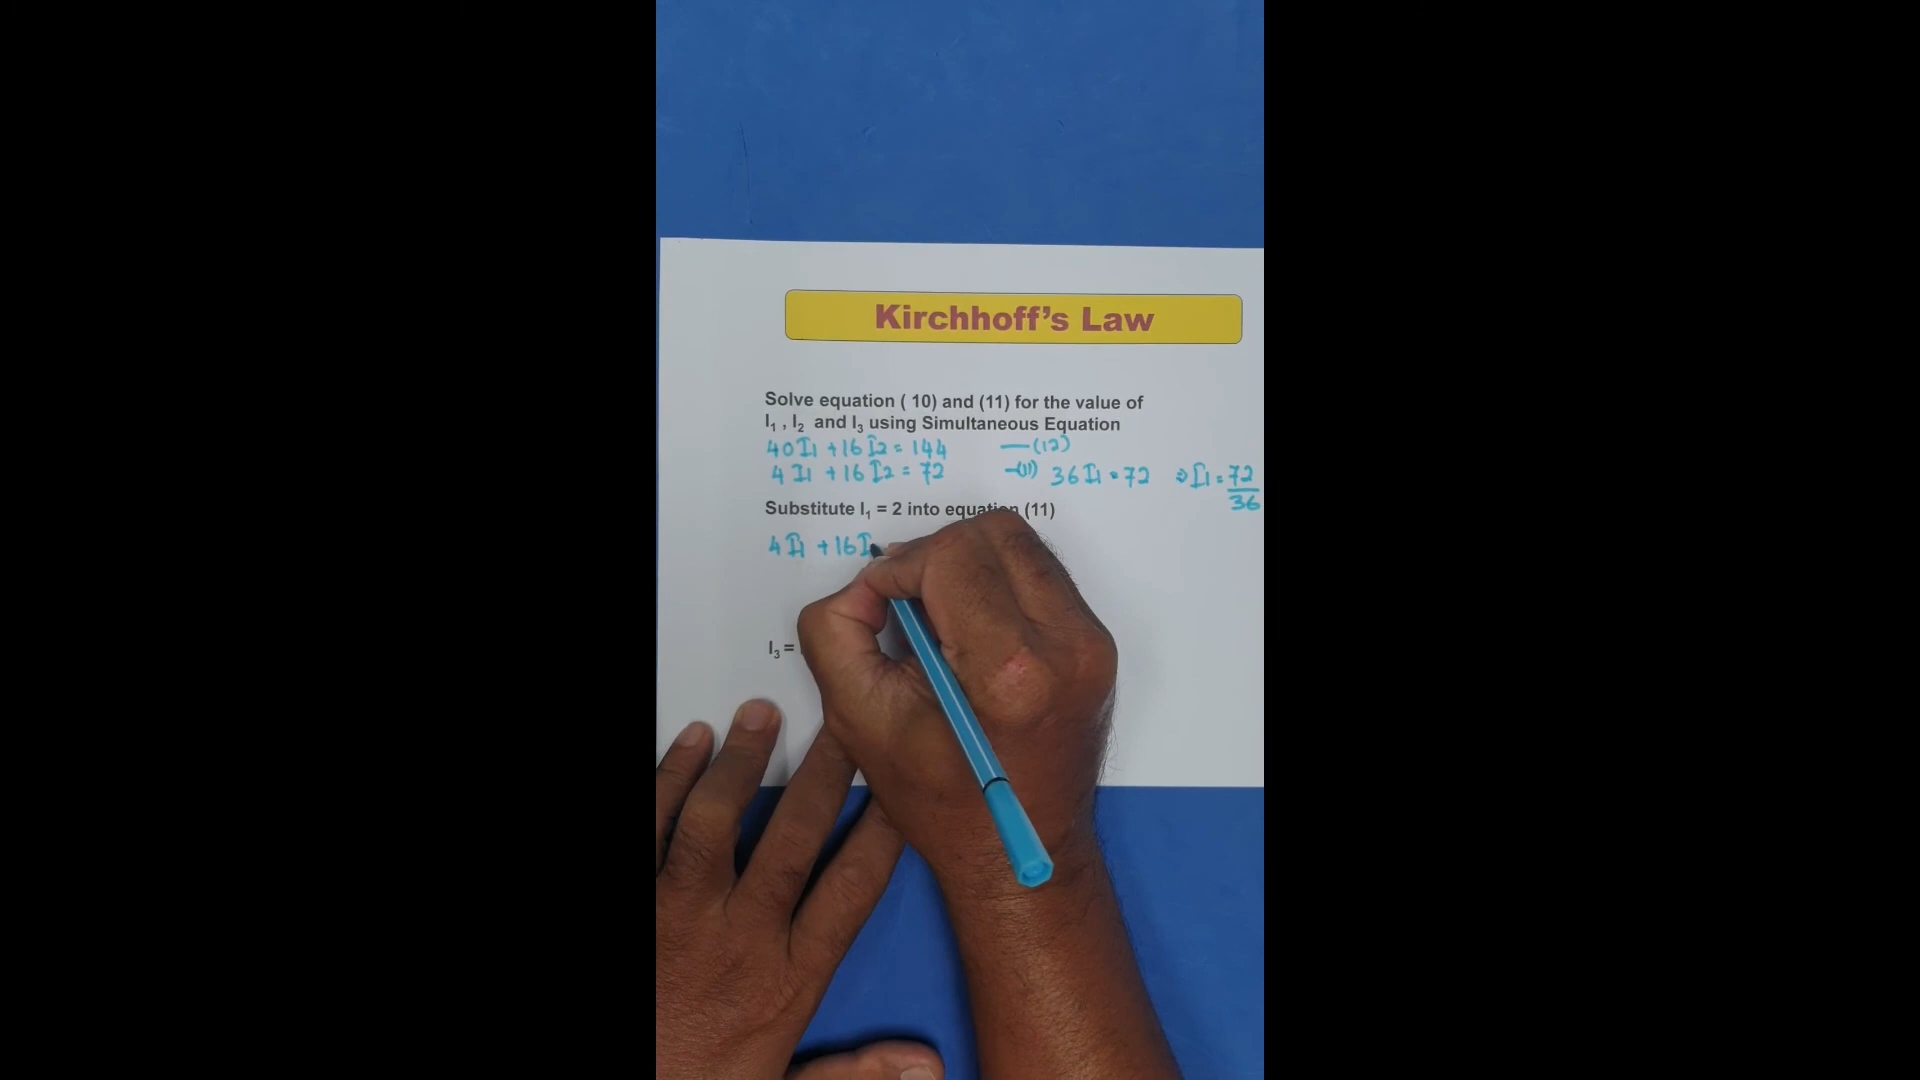 Kirchhoff's Law
Solve equation ( 10) and (11) for the value of
I₁ , I₂ and I₃ using Simultaneous Equation
40I₁ + 16I₂ = 144 —(12)
4I₁ + 16I₂ = 72 —(11) 36I₁ = 72 ⇒ I₁ = 72/36
Substitute I₁ = 2 into equation (11)
4I₁ + 16I
I₃ =